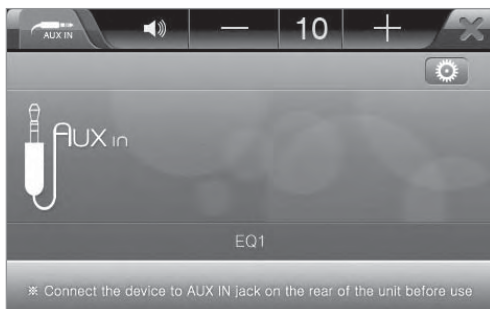 AUX IN
10
AUX in
EQ1
※ Connect the device to AUX IN jack on the rear of the unit before use